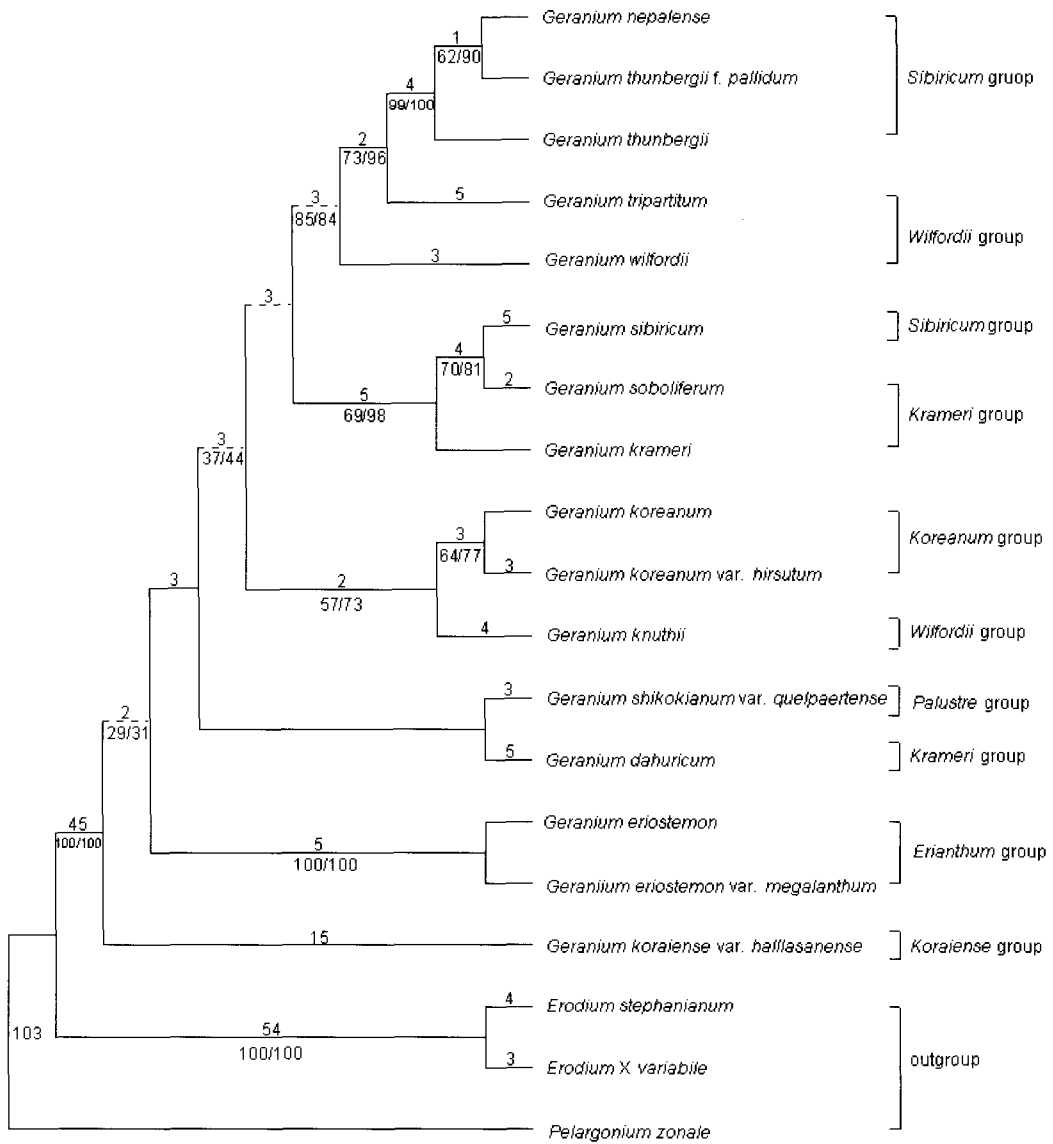 Geranium nepalense
1
62/90
Geranium thunbergii f. pallidum
Sibiricum gruop
4
99/100
Geranium thunbergii
2
73/96
5
Geranium tripartitum
3
85/84
Wilfordii group
3
Geranium wilfordii
3
5
Geranium sibiricum
Sibiricum group
4
70/81
2
Geranium soboliferum
5
69/98
Krameri group
Geranium krameri
3
37/44
Geranium koreanum
3
64/77
Koreanum group
3
Geranium koreanum var. hirsutum
3
2
57/73
4
Geranium knuthii
Wilfordii group
3
Geranium shikokianum var. quelpaertense
Palustre group
2
29/31
5
Geranium dahuricum
Krameri group
Geranium eriostemon
45
100/100
5
100/100
Erianthum group
Geraniium eriostemon var. megalanthum
15
Geranium koraiense var. halllasanense
Koraiense group
4
Erodium stephanianum
103
54
100/100
outgroup
3
Erodium X variabile
Pelargonium zonale